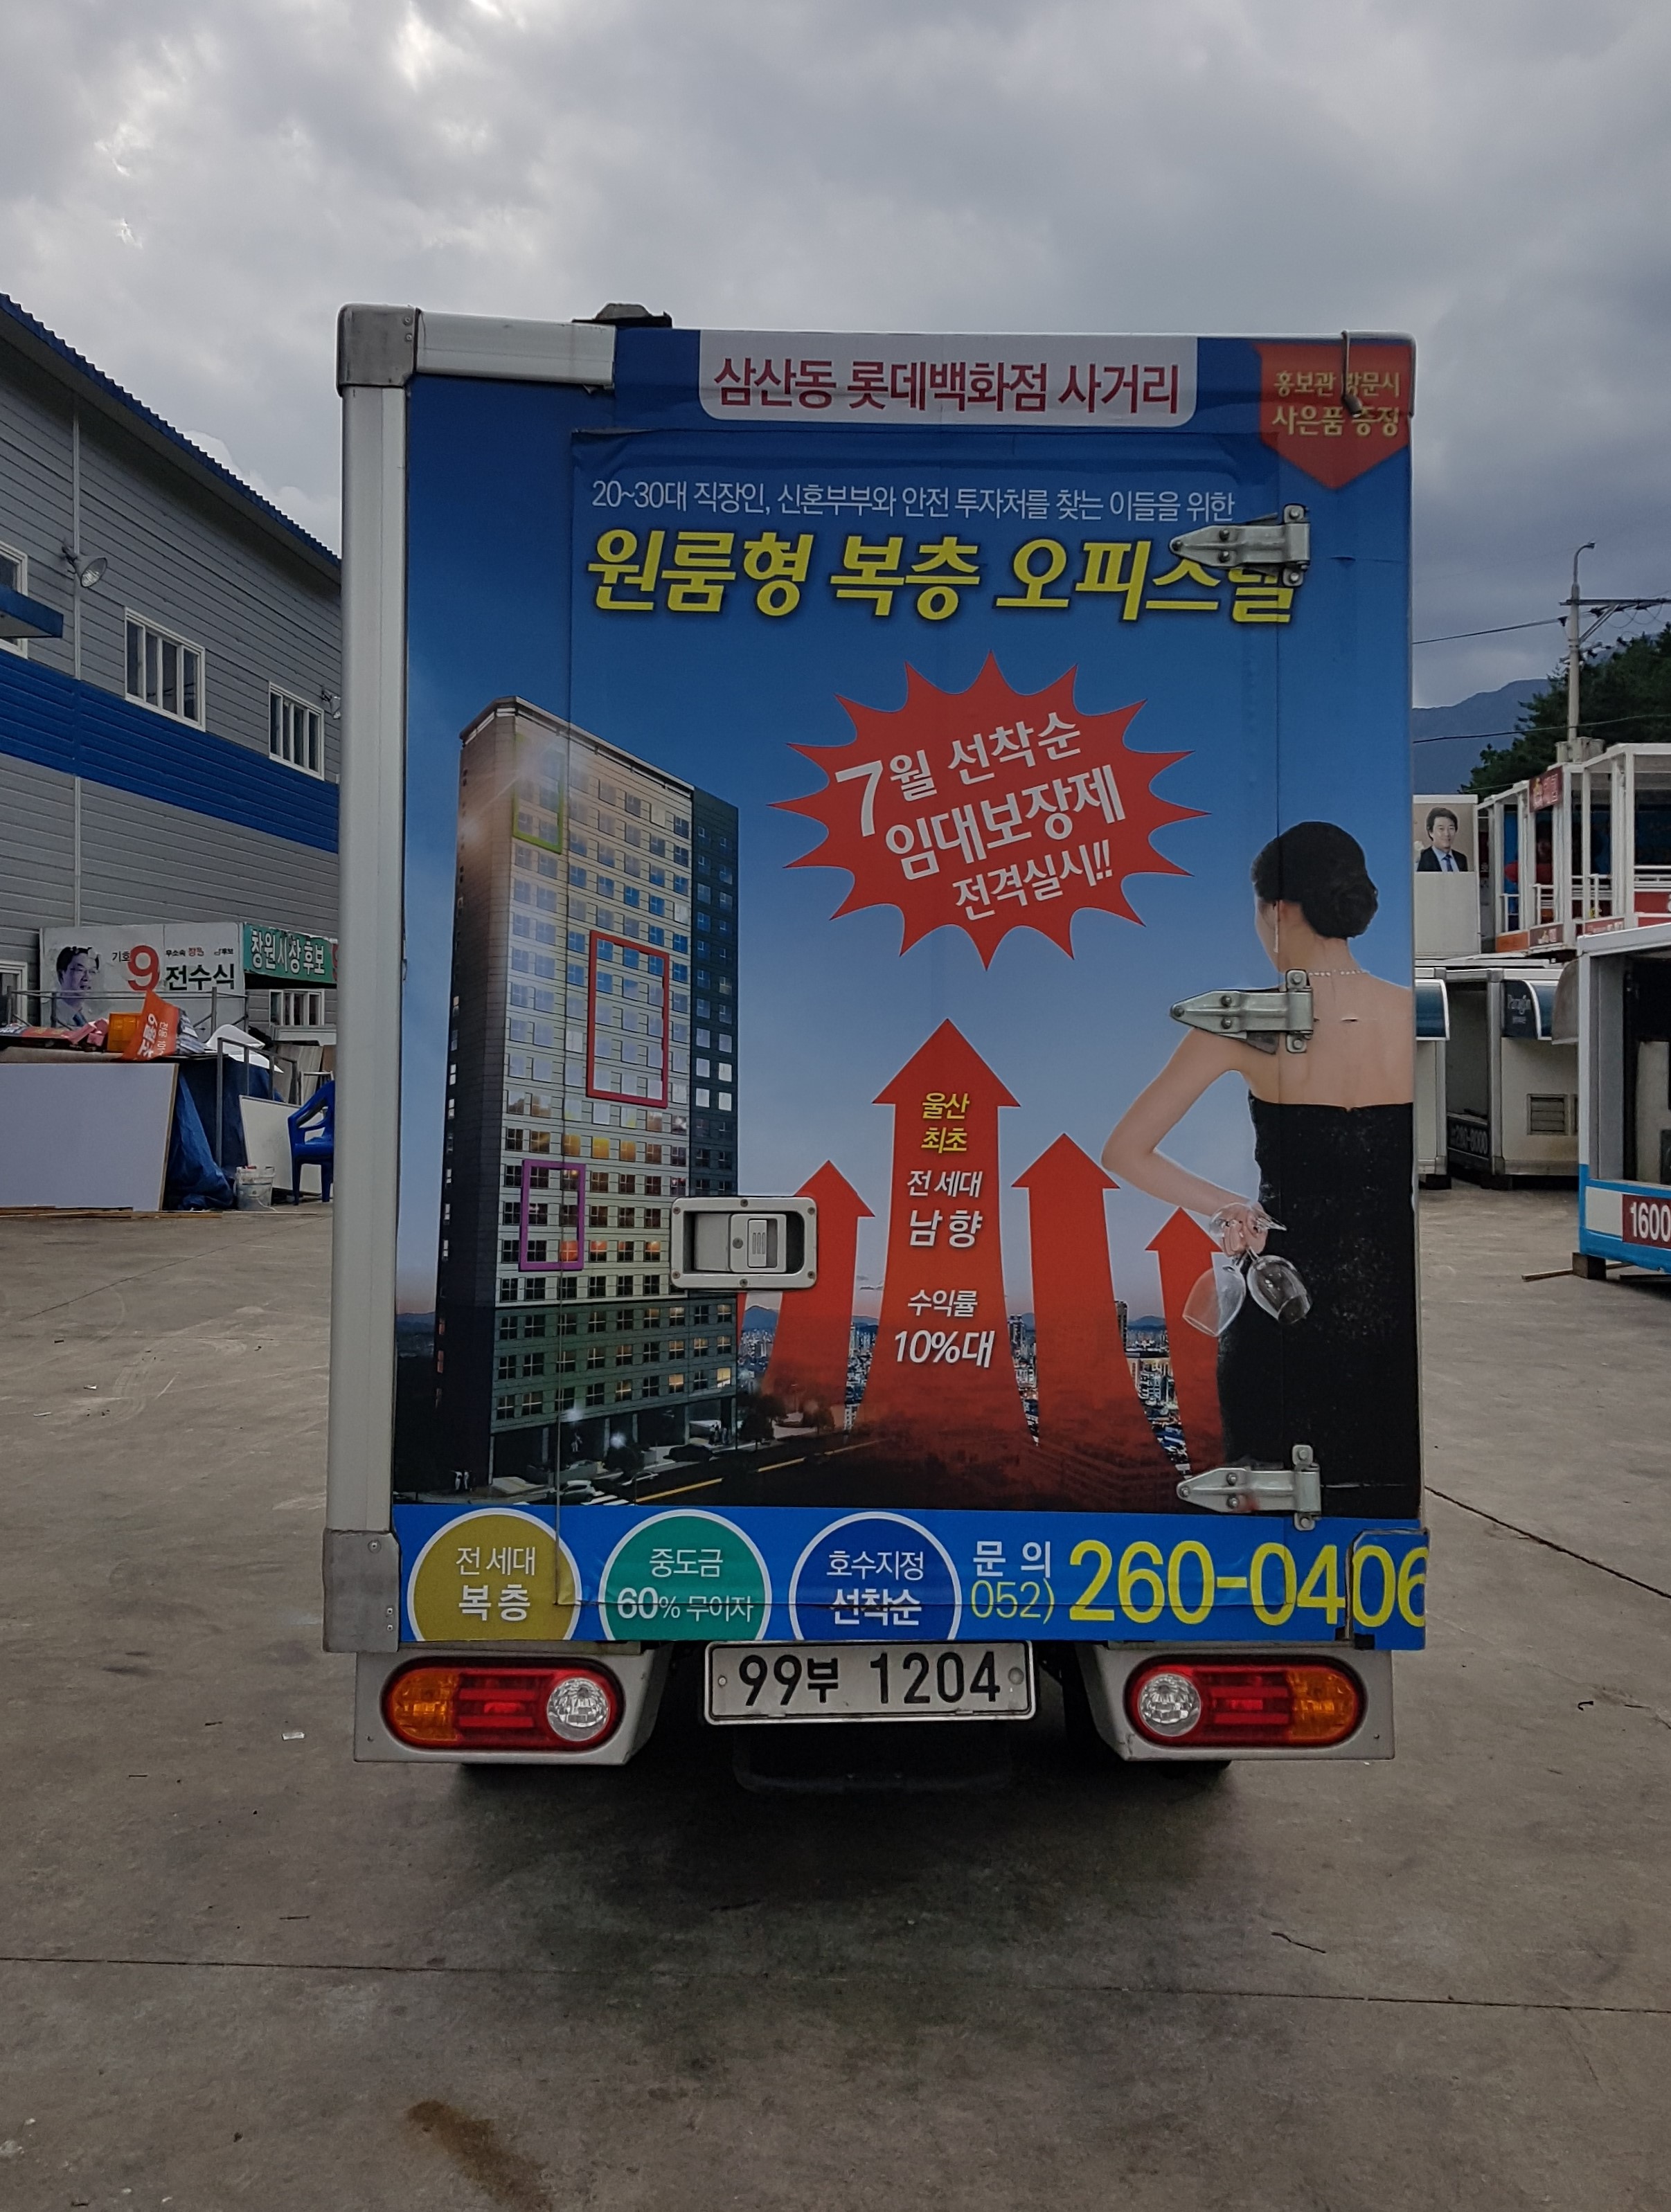 삼산동 롯데백화점 사거리
홍보관 방문시
사은품 증정
20~30대 직장인, 신혼부부와 안전 투자처를 찾는 이들을 위한
원룸형 복층 오피스텔
7월 선착순
임대보장제
전격실시!!
울산
최초
전 세대
남향
수익률
10%대
전 세대
복층
중도금
60% 무이자
호수지정
선착순
문의
052) 260-0406
99부 1204
기호 9 전수식
창원시장후보
1600